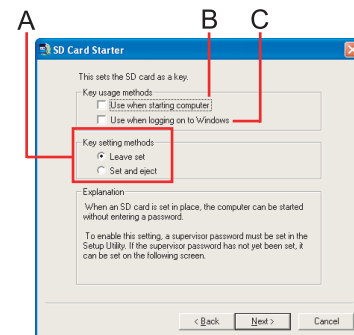 A
B
C
SD Card Starter
This sets the SD card as a key.
Key usage methods
Use when starting computer
Use when logging on to Windows
Key setting methods
Leave set
Set and eject
Explanation
When an SD card is set in place, the computer can be started
without entering a password.
To enable this setting, a supervisor password must be set in the
Setup Utility. If the supervisor password has not yet been set, it
can be set on the following screen.
< Back
Next >
Cancel